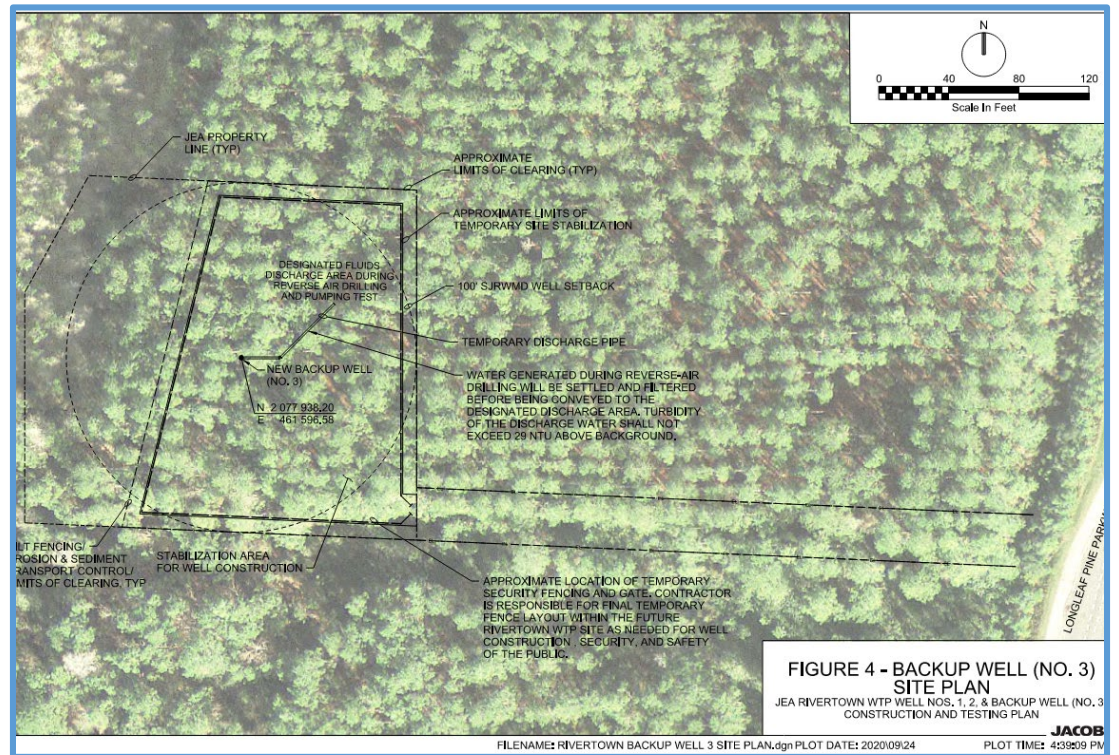 N
0 40 80 120
Scale In Feet
JEA PROPERTY
LINE (TYP)
APPROXIMATE
LIMITS OF CLEARING (TYP)
APPROXIMATE LIMITS OF
TEMPORARY SITE STABILIZATION
DESIGNATED FLUIDS
DISCHARGE AREA DURING
REVERSE AIR DRILLING
AND PUMPING TEST
100' SJRWMD WELL SETBACK
TEMPORARY DISCHARGE PIPE
NEW BACKUP WELL
(NO. 3)
N 2 077 938.20
E 461 596.58
WATER GENERATED DURING REVERSE-AIR
DRILLING WILL BE SETTLED AND FILTERED
BEFORE BEING CONVEYED TO THE
DESIGNATED DISCHARGE AREA. TURBIDITY
OF THE DISCHARGE WATER SHALL NOT
EXCEED 29 NTU ABOVE BACKGROUND.
ILT FENCING/
ROSION & SEDIMENT
RANSPORT CONTROL/
MITS OF CLEARING, TYP
STABILIZATION AREA
FOR WELL CONSTRUCTION
APPROXIMATE LOCATION OF TEMPORARY
SECURITY FENCING AND GATE. CONTRACTOR
IS RESPONSIBLE FOR FINAL TEMPORARY
FENCE LAYOUT WITHIN THE FUTURE
RIVERTOWN WTP SITE AS NEEDED FOR WELL
CONSTRUCTION , SECURITY, AND SAFETY
OF THE PUBLIC.
LONGLEAF PINE PARKW
FIGURE 4 - BACKUP WELL (NO. 3)
SITE PLAN
JEA RIVERTOWN WTP WELL NOS. 1, 2, & BACKUP WELL (NO. 3
CONSTRUCTION AND TESTING PLAN
JACOB
FILENAME: RIVERTOWN BACKUP WELL 3 SITE PLAN.dgn PLOT DATE: 2020\09\24 PLOT TIME: 4:39:09 PM